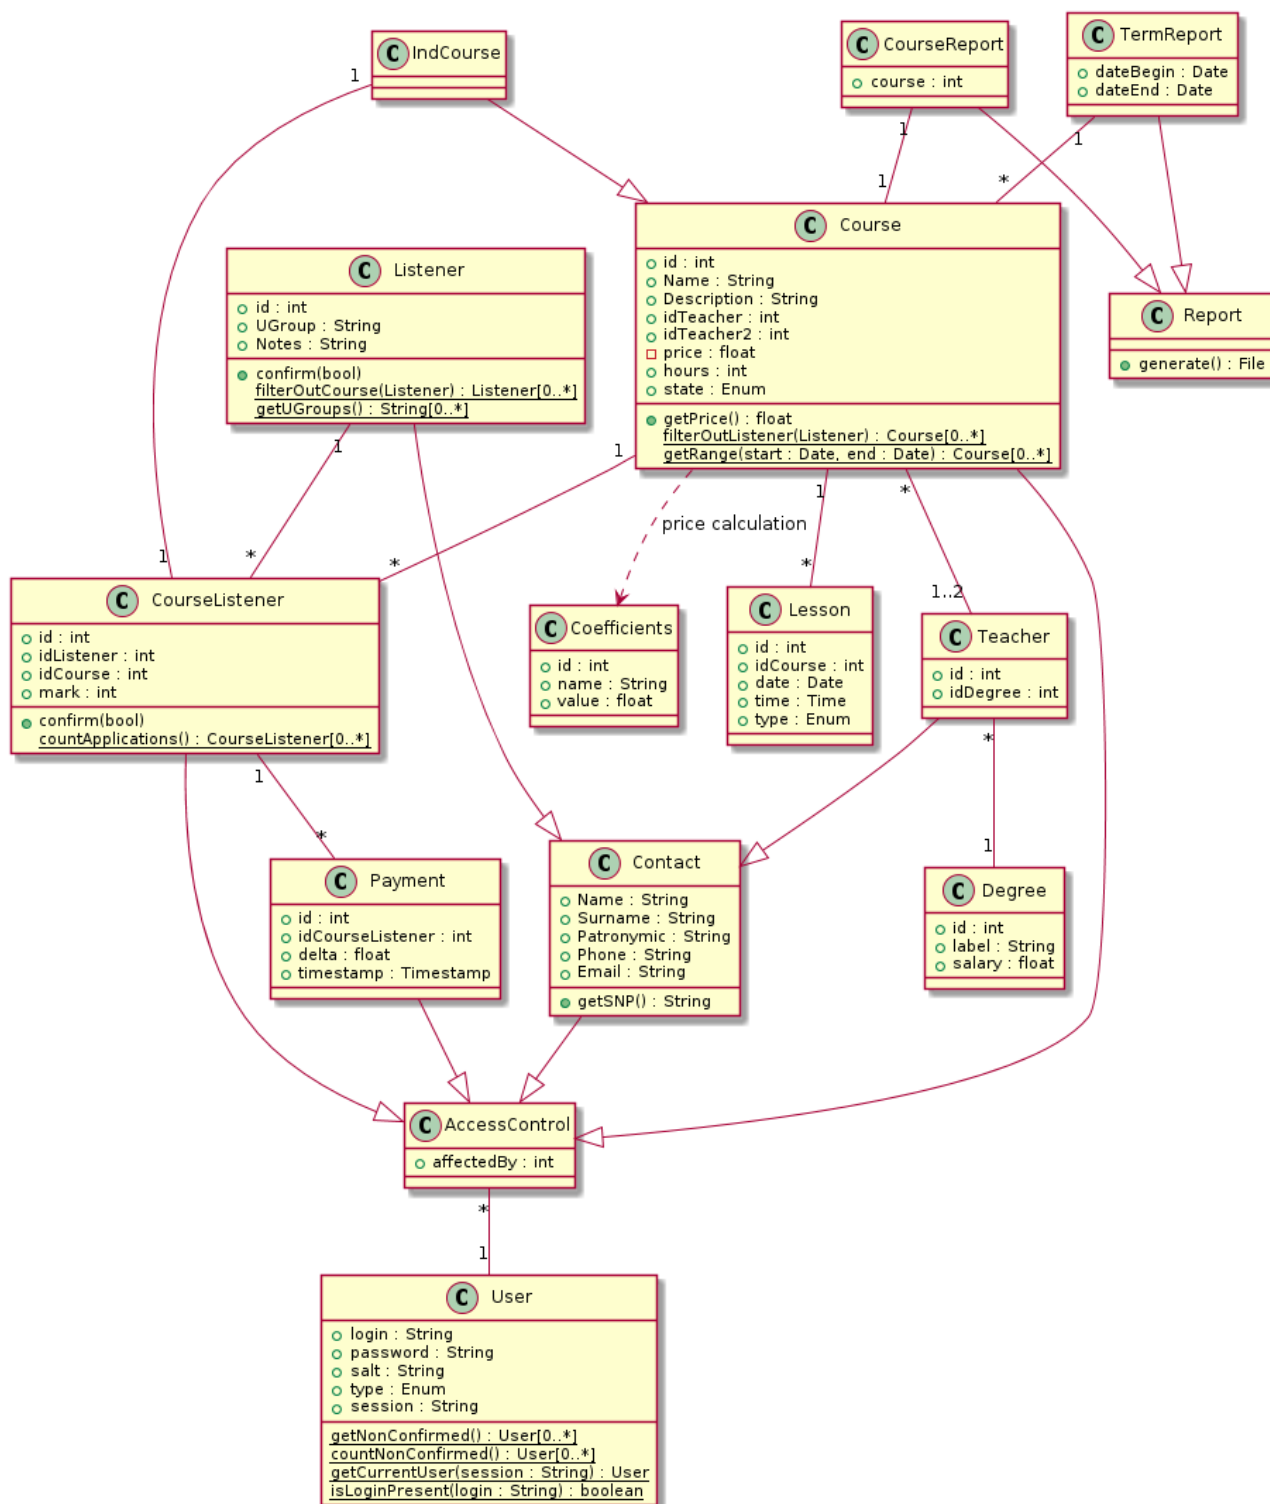 C IndCourse
C CourseReport
course : int
C TermReport
dateBegin : Date
dateEnd : Date
1
1
1
1
*
C Listener
id : int
UGroup : String
Notes : String
confirm(bool)
filterOutCourse(Listener) : Listener[0..*]
getUGroups() : String[0..*]
C Course
id : int
Name : String
Description : String
idTeacher : int
idTeacher2 : int
price : float
hours : int
state : Enum
getPrice() : float
filterOutListener(Listener) : Course[0..*]
getRange(start : Date, end : Date) : Course[0..*]
C Report
generate() : File
1
1
1
*
price calculation
1
*
*
*
1..2
C CourseListener
id : int
idListener : int
idCourse : int
mark : int
confirm(bool)
countApplications() : CourseListener[0..*]
C Coefficients
id : int
name : String
value : float
C Lesson
id : int
idCourse : int
date : Date
time : Time
type : Enum
C Teacher
id : int
idDegree : int
1
*
*
1
C Payment
id : int
idCourseListener : int
delta : float
timestamp : Timestamp
C Contact
Name : String
Surname : String
Patronymic : String
Phone : String
Email : String
getSNP() : String
C Degree
id : int
label : String
salary : float
C AccessControl
affectedBy : int
*
1
C User
login : String
password : String
salt : String
type : Enum
session : String
getNonConfirmed() : User[0..*]
countNonConfirmed() : User[0..*]
getCurrentUser(session : String) : User
isLoginPresent(login : String) : boolean